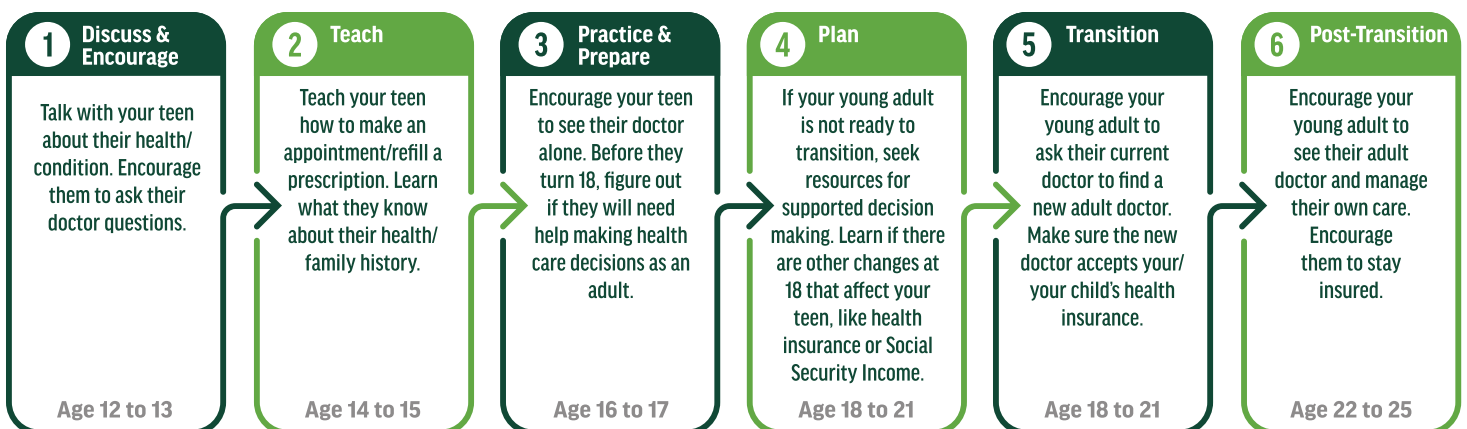 1
Discuss &
Encourage
Talk with your teen
about their health/
condition. Encourage
them to ask their
doctor questions.
Age 12 to 13
2
Teach
Teach your teen
how to make an
appointment/refill a
prescription. Learn
what they know
about their health/
family history.
Age 14 to 15
3
Practice &
Prepare
Encourage your teen
to see their doctor
alone. Before they
turn 18, figure out
if they will need
help making health
care decisions as an
adult.
Age 16 to 17
4
Plan
If your young adult
is not ready to
transition, seek
resources for
supported decision
making. Learn if there
are other changes at
18 that affect your
teen, like health
insurance or Social
Security Income.
Age 18 to 21
5
Transition
Encourage your
young adult to
ask their current
doctor to find a
new adult doctor.
Make sure the new
doctor accepts your/
your child's health
insurance.
Age 18 to 21
6
Post-Transition
Encourage your
young adult to
see their adult
doctor and manage
their own care.
Encourage
them to stay
insured.
Age 22 to 25